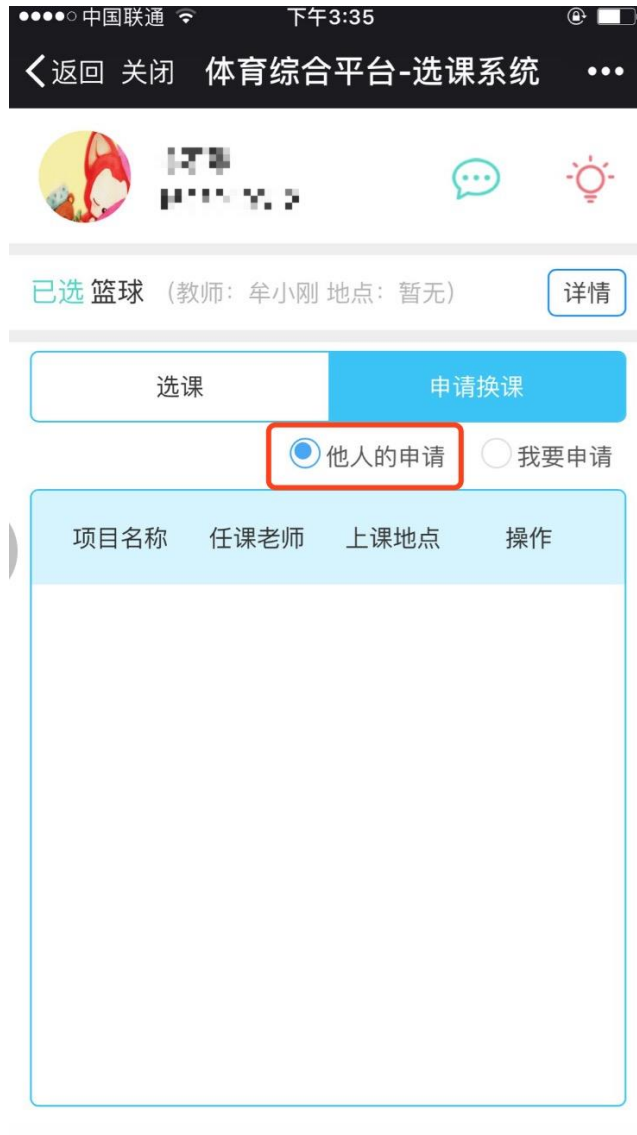 中国联通 下午3:35
返回 关闭 体育综合平台-选课系统
已选 篮球 （教师：牟小刚 地点：暂无） 详情
选课 申请换课
他人的申请 我要申请
项目名称 任课老师 上课地点 操作